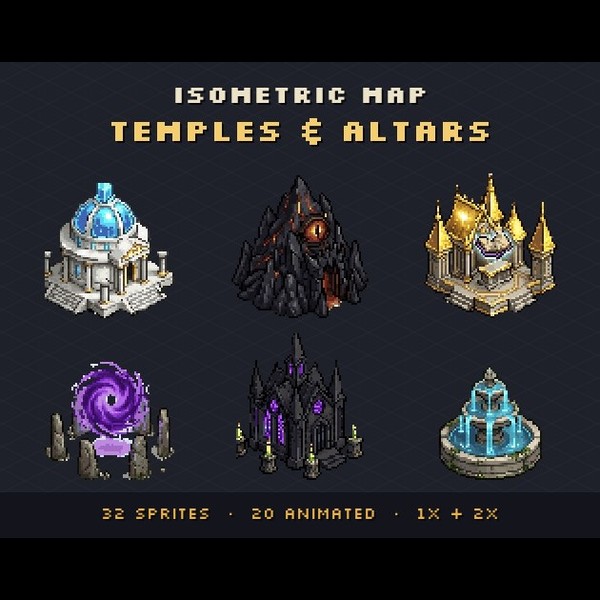 ISOMETRIC MAP
TEMPLES & ALTARS
32 SPRITES · 20 ANIMATED · 1X + 2X